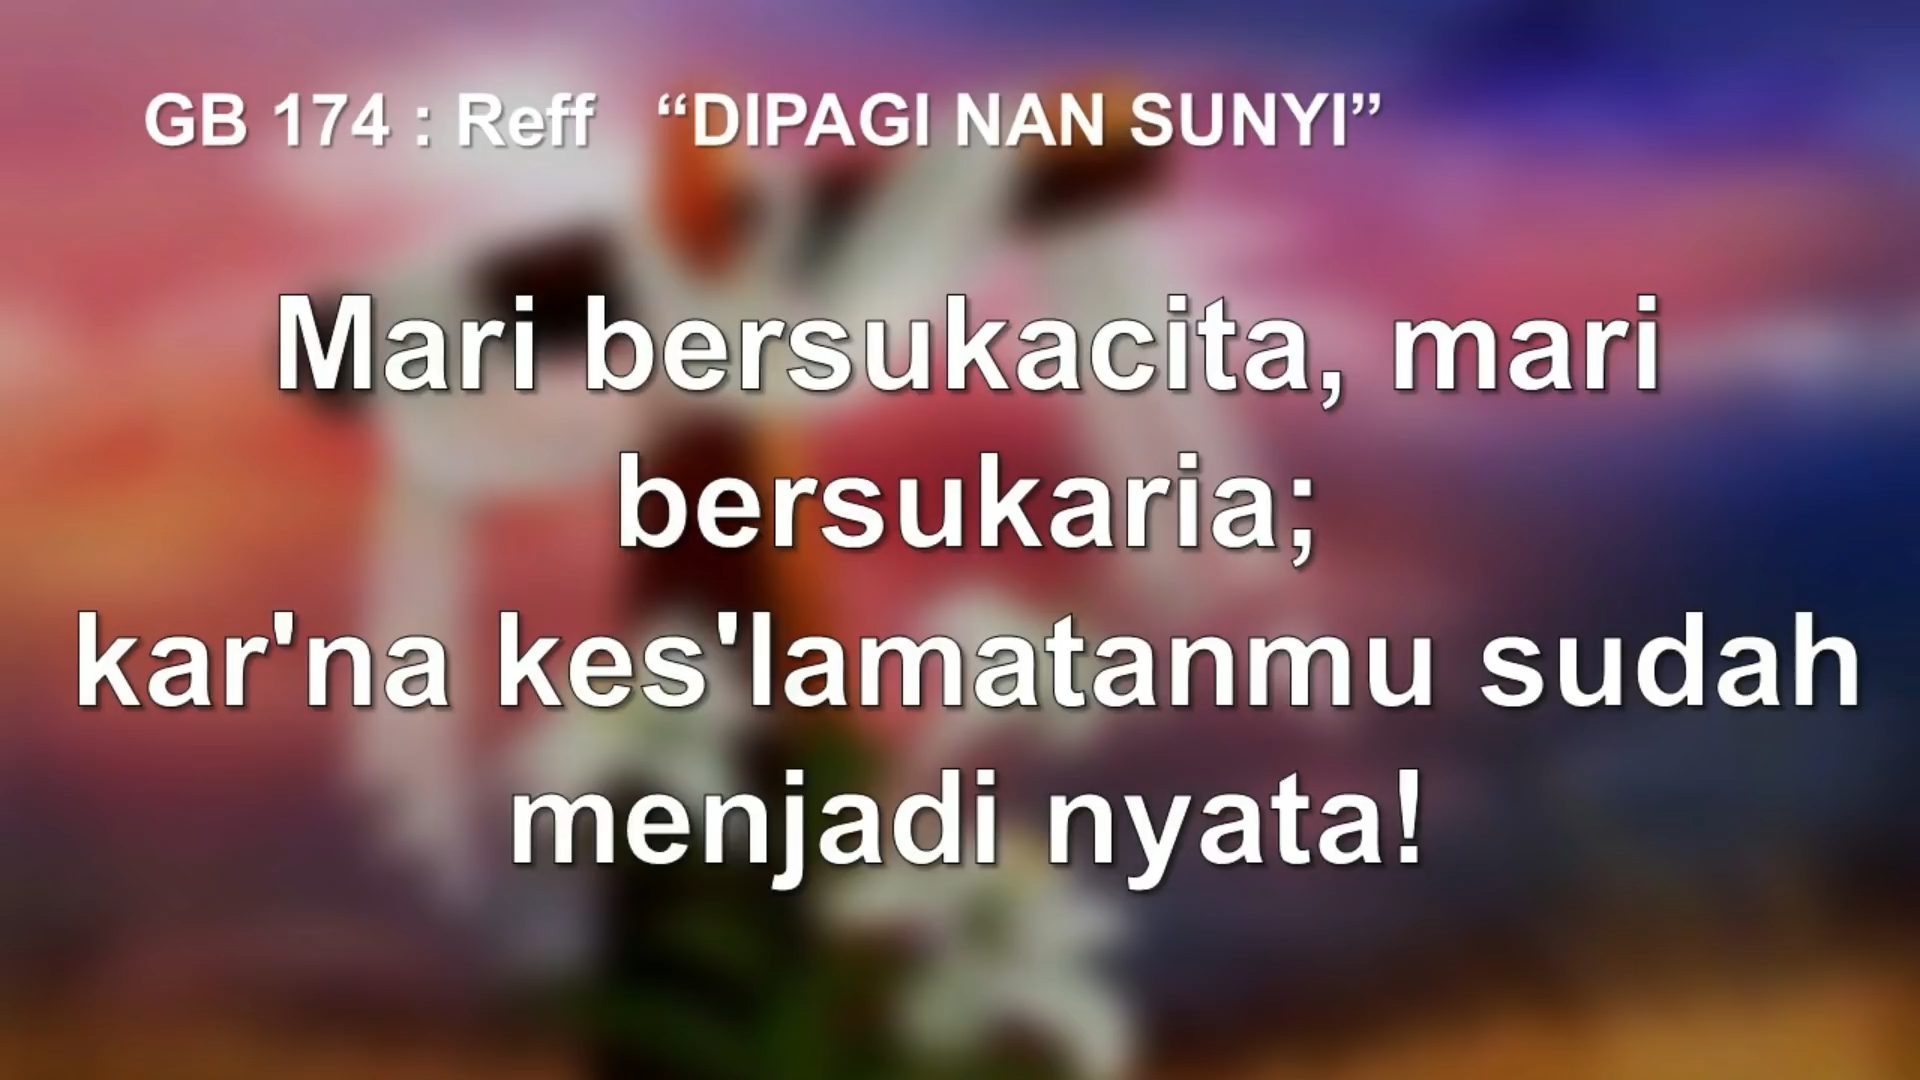 GB 174 : Reff “DIPAGI NAN SUNYI”
Mari bersukacita, mari
bersukaria;
kar'na kes'lamatanmu sudah
menjadi nyata!